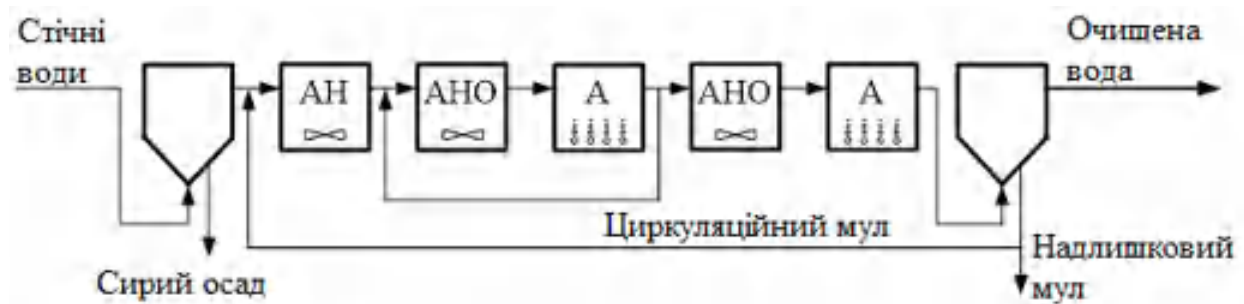 Стічні
води
Очищена
вода
АН
АНО
А
АНО
А
Циркуляційний мул
Надлишковий
мул
Сирий осад